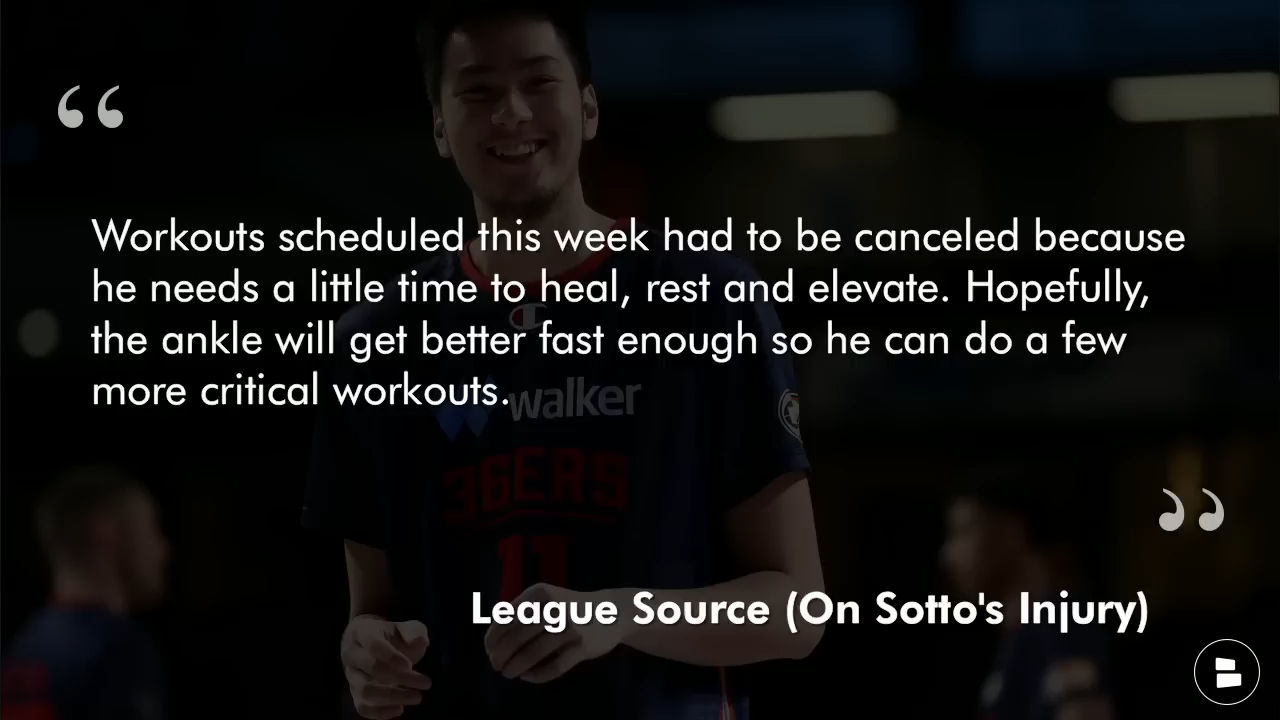 “
Workouts scheduled this week had to be canceled because
he needs a little time to heal, rest and elevate. Hopefully,
the ankle will get better fast enough so he can do a few
more critical workouts.
walker
36ERS
11
”
League Source (On Sotto's Injury)